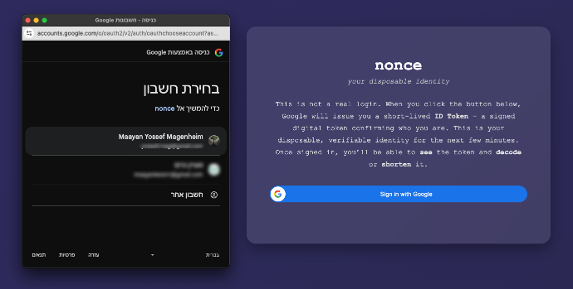 כניסה - חשבונות Google
accounts.google.com/o/oauth2/v2/auth/oauthchooseaccount?as...
כניסה באמצעות Google
בחירת חשבון
כדי להמשיך אל nonce
Maayan Yossef Magenheim
חשבון אחר
עברית
עזרה
פרטיות
תנאים
nonce
your disposable identity
This is not a real login. When you click the button below,
Google will issue you a short-lived ID Token – a signed
digital token confirming who you are. This is your
disposable, verifiable identity for the next few minutes.
Once signed in, you'll be able to see the token and decode
or shorten it.
Sign in with Google